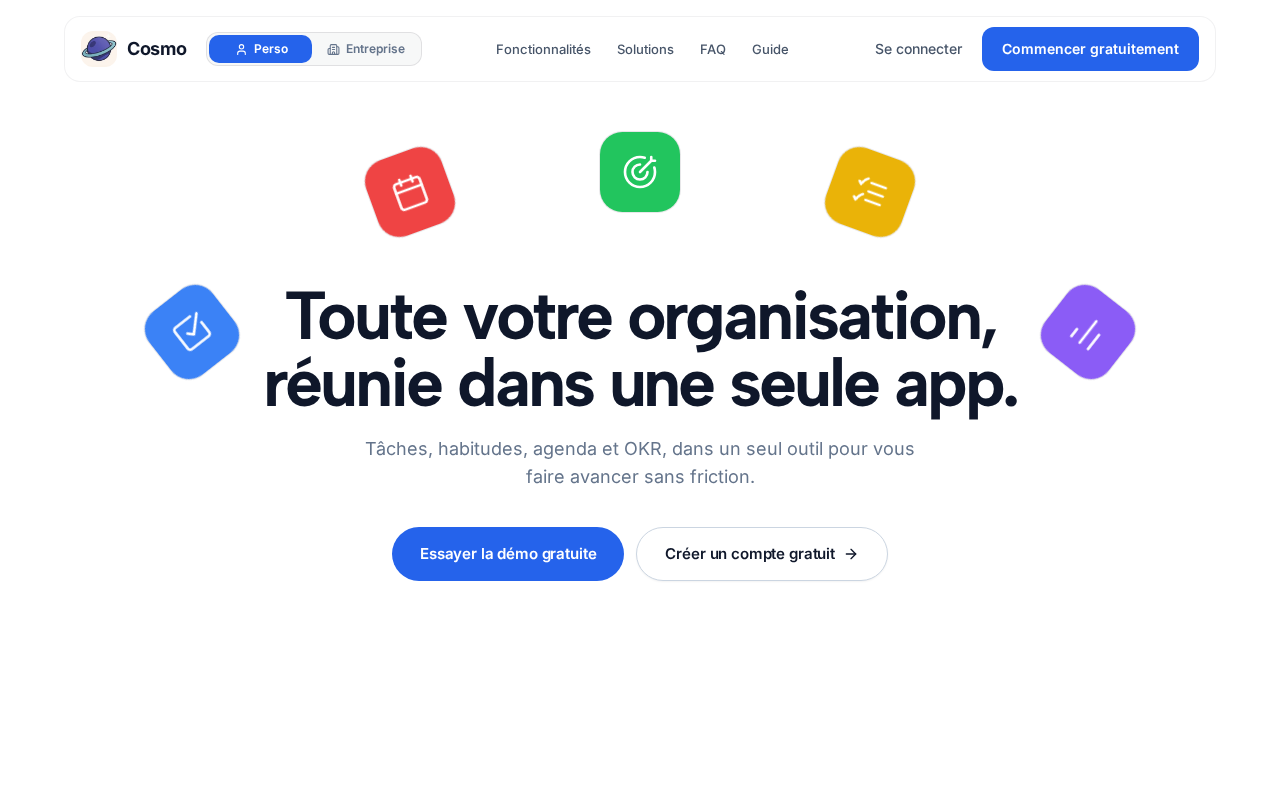 Cosmo
Perso
Entreprise
Fonctionnalités
Solutions
FAQ
Guide
Se connecter
Commencer gratuitement
Toute votre organisation,
réunie dans une seule app.
Tâches, habitudes, agenda et OKR, dans un seul outil pour vous
faire avancer sans friction.
Essayer la démo gratuite
Créer un compte gratuit